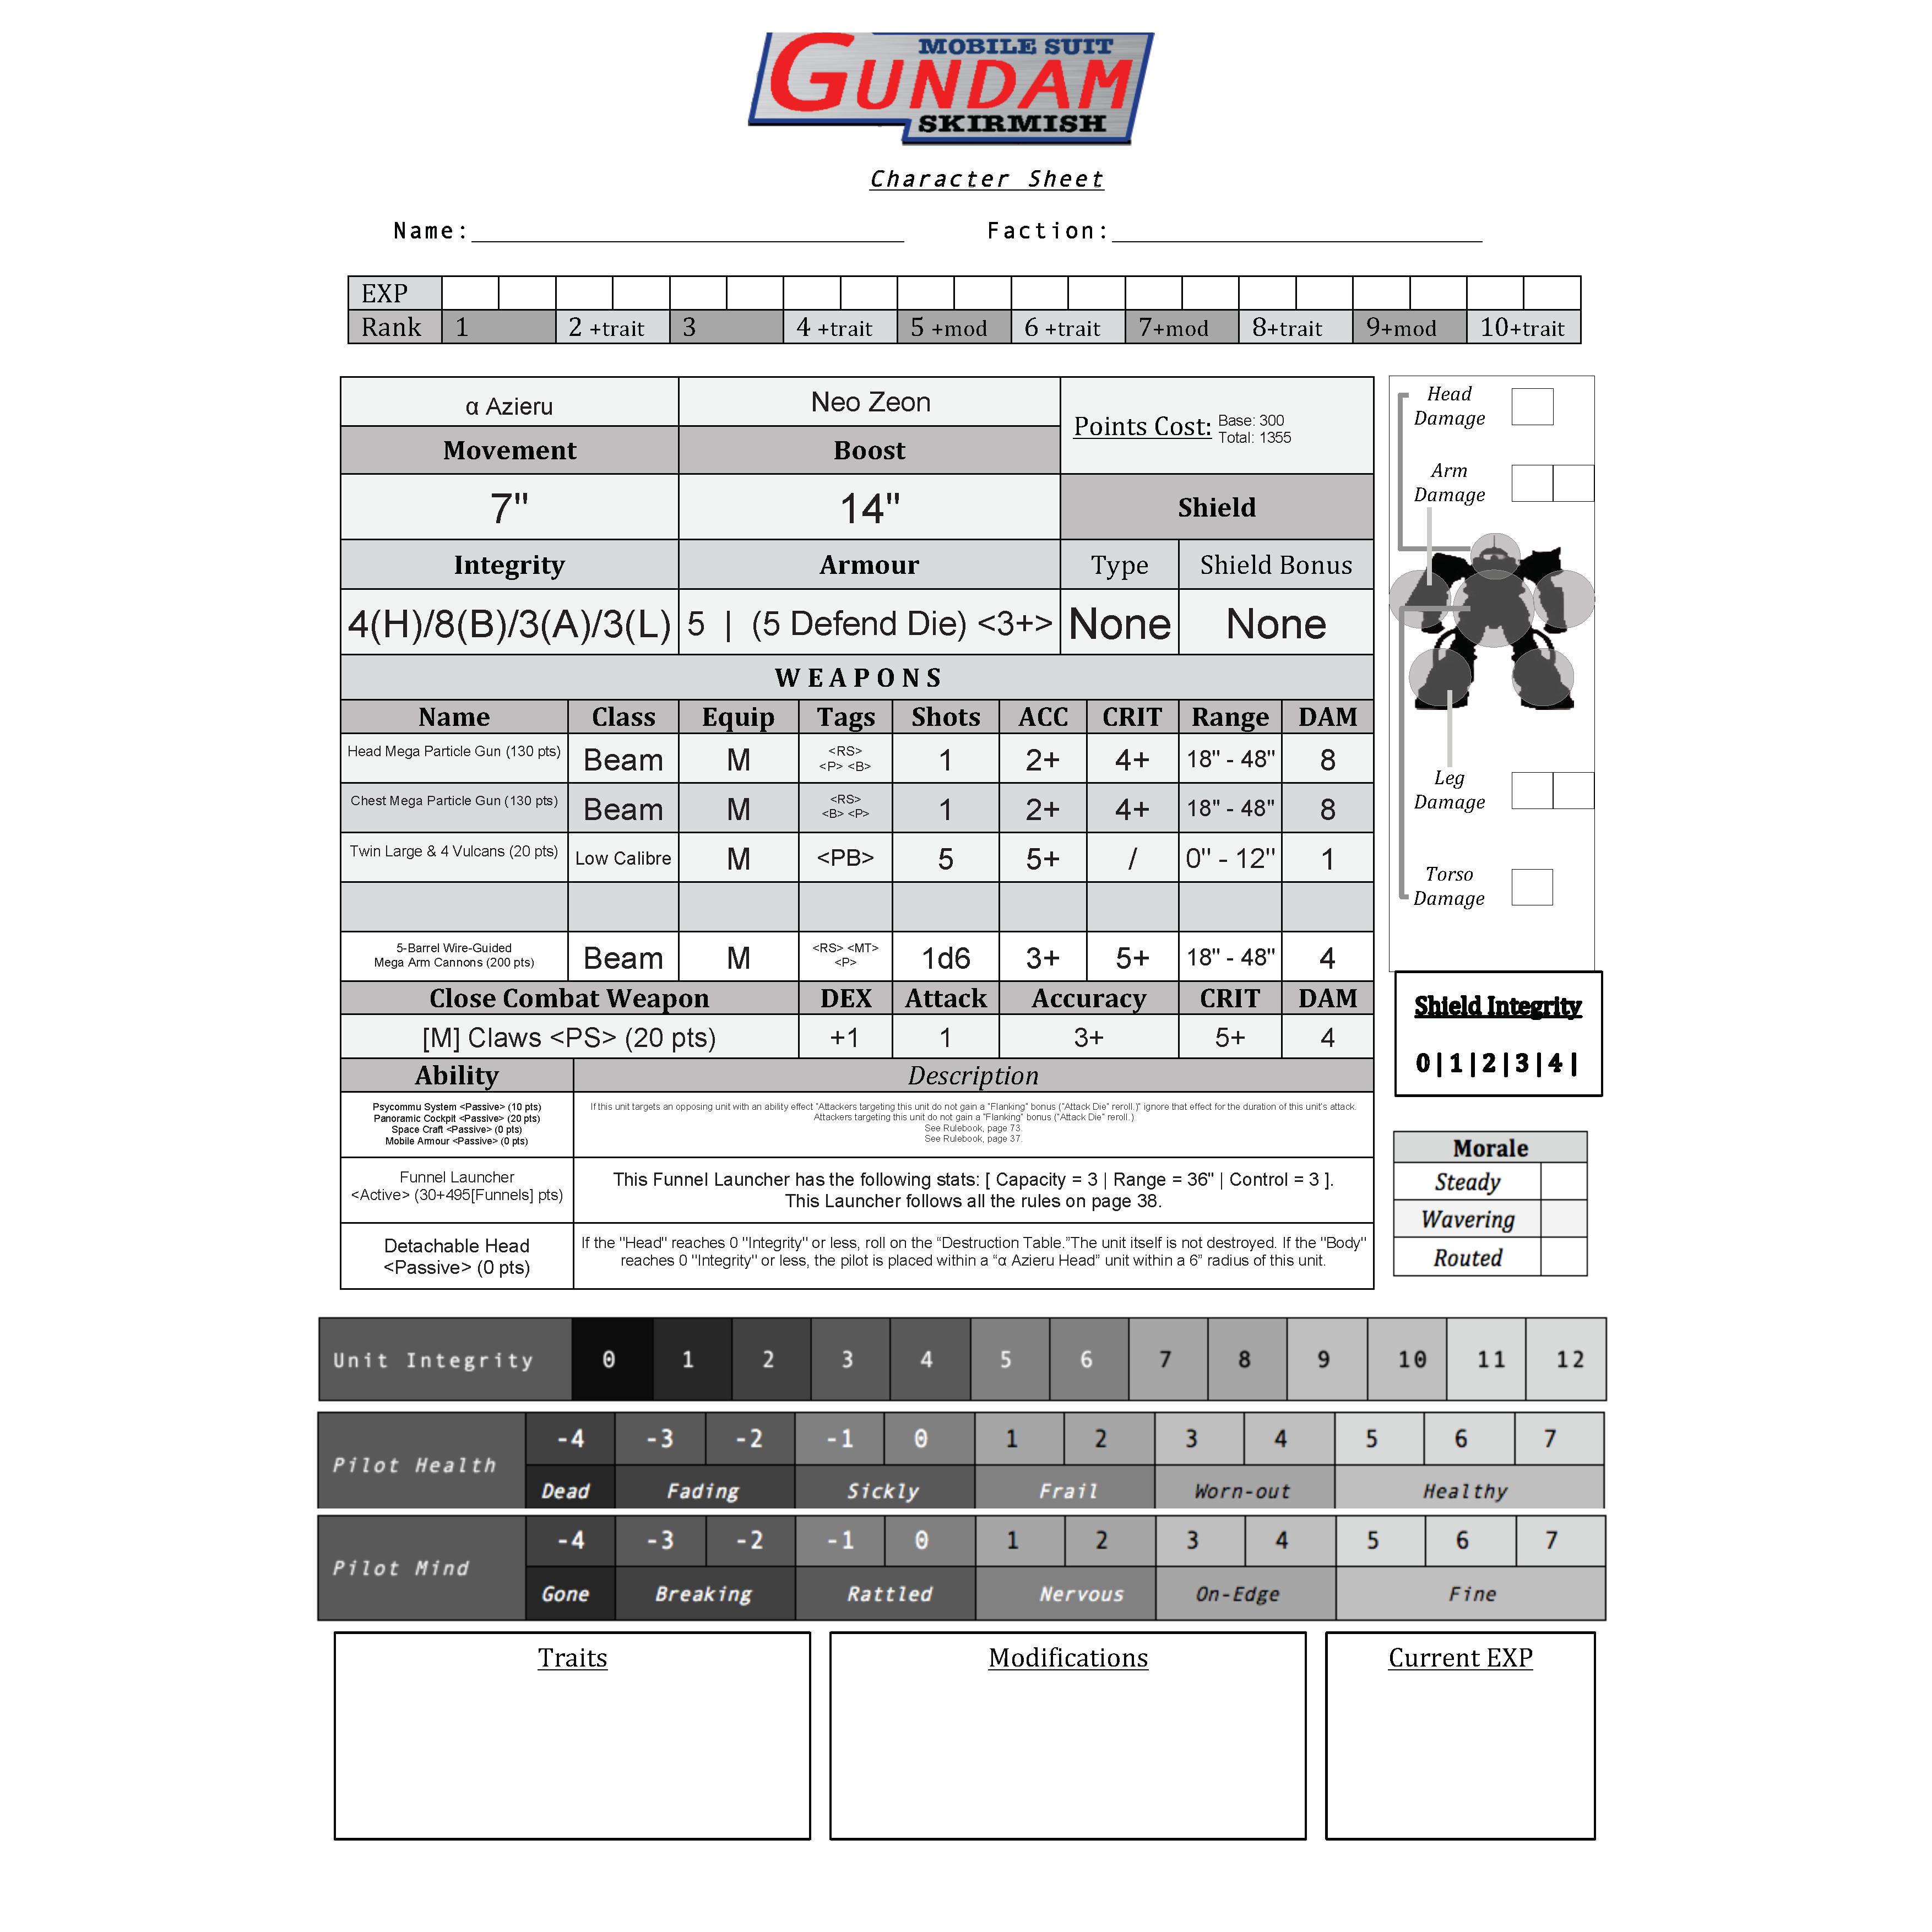 MOBILE SUIT
GUNDAM
SKIRMISH
Character Sheet
Name: Faction:
EXP
Rank 1 2 +trait 3 4 +trait 5 +mod 6 +trait 7+mod 8+trait 9+mod 10+trait
α Azieru Neo Zeon Points Cost: Base: 300
Total: 1355
Movement Boost
7" 14" Shield
Integrity Armour Type Shield Bonus
4(H)/8(B)/3(A)/3(L) 5 | (5 Defend Die) <3+> None None
WEAPONS
Name Class Equip Tags Shots ACC CRIT Range DAM
Head Mega Particle Gun (130 pts) Beam M <RS> <P> <B> 1 2+ 4+ 18" - 48" 8
Chest Mega Particle Gun (130 pts) Beam M <RS> <B> <P> 1 2+ 4+ 18" - 48" 8
Twin Large & 4 Vulcans (20 pts) Low Calibre M <PB> 5 5+ / 0" - 12" 1
5-Barrel Wire-Guided
Mega Arm Cannons (200 pts) Beam M <RS> <MT> <P> 1d6 3+ 5+ 18" - 48" 4
Close Combat Weapon DEX Attack Accuracy CRIT DAM
[M] Claws <PS> (20 pts) +1 1 3+ 5+ 4
Ability Description
Psycommu System <Passive> (10 pts)
Panoramic Cockpit <Passive> (20 pts)
Space Craft <Passive> (0 pts)
Mobile Armour <Passive> (0 pts)
If this unit targets an opposing unit with an ability effect "Attackers targeting this unit do not gain a "Flanking" bonus ("Attack Die" reroll.)" ignore that effect for the duration of this unit's attack.
Attackers targeting this unit do not gain a "Flanking" bonus ("Attack Die" reroll.)
See Rulebook, page 73.
See Rulebook, page 37.
Funnel Launcher
<Active> (30+495[Funnels] pts)
This Funnel Launcher has the following stats: [ Capacity = 3 | Range = 36" | Control = 3 ].
This Launcher follows all the rules on page 38.
Detachable Head
<Passive> (0 pts)
If the "Head" reaches 0 "Integrity" or less, roll on the “Destruction Table.”The unit itself is not destroyed. If the "Body"
reaches 0 "Integrity" or less, the pilot is placed within a “α Azieru Head” unit within a 6” radius of this unit.
Head
Damage
Arm
Damage
Leg
Damage
Torso
Damage
Shield Integrity
0|1|2|3|4|
Morale
Steady
Wavering
Routed
Unit Integrity 0 1 2 3 4 5 6 7 8 9 10 11 12
Pilot Health -4 -3 -2 -1 0 1 2 3 4 5 6 7
Dead Fading Sickly Frail Worn-out Healthy
Pilot Mind -4 -3 -2 -1 0 1 2 3 4 5 6 7
Gone Breaking Rattled Nervous On-Edge Fine
Traits Modifications Current EXP